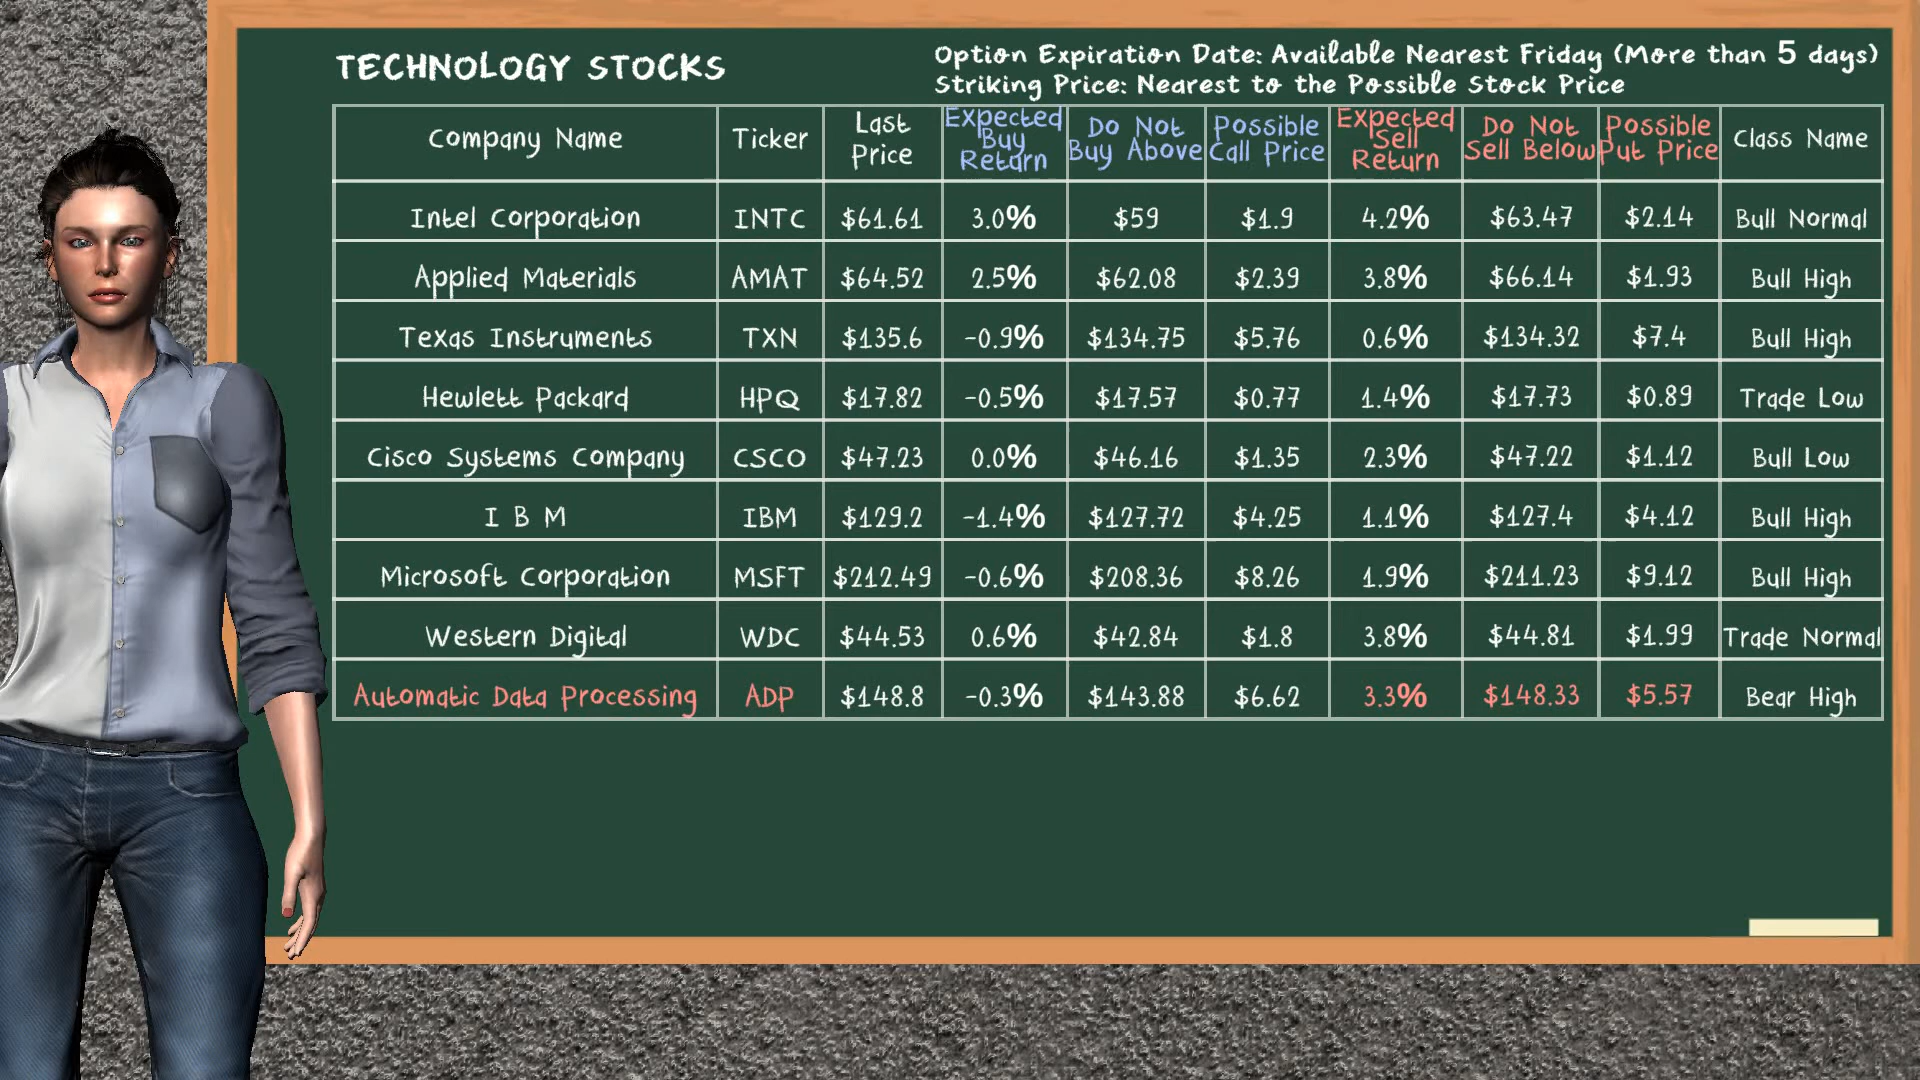 TECHNOLOGY STOCKS
Option Expiration Date: Available Nearest Friday (More than 5 days)
Striking Price: Nearest to the Possible Stock Price
Company Name Ticker Last Price Expected Buy Return Do Not Buy Above Possible Call Price Expected Sell Return Do Not Sell Below Possible Put Price Class Name
Intel Corporation INTC $61.61 3.0% $59 $1.9 4.2% $63.47 $2.14 Bull Normal
Applied Materials AMAT $64.52 2.5% $62.08 $2.39 3.8% $66.14 $1.93 Bull High
Texas Instruments TXN $135.6 -0.9% $134.75 $5.76 0.6% $134.32 $7.4 Bull High
Hewlett Packard HPQ $17.82 -0.5% $17.57 $0.77 1.4% $17.73 $0.89 Trade Low
Cisco Systems Company CSCO $47.23 0.0% $46.16 $1.35 2.3% $47.22 $1.12 Bull Low
I B M IBM $129.2 -1.4% $127.72 $4.25 1.1% $127.4 $4.12 Bull High
Microsoft Corporation MSFT $212.49 -0.6% $208.36 $8.26 1.9% $211.23 $9.12 Bull High
Western Digital WDC $44.53 0.6% $42.84 $1.8 3.8% $44.81 $1.99 Trade Normal
Automatic Data Processing ADP $148.8 -0.3% $143.88 $6.62 3.3% $148.33 $5.57 Bear High